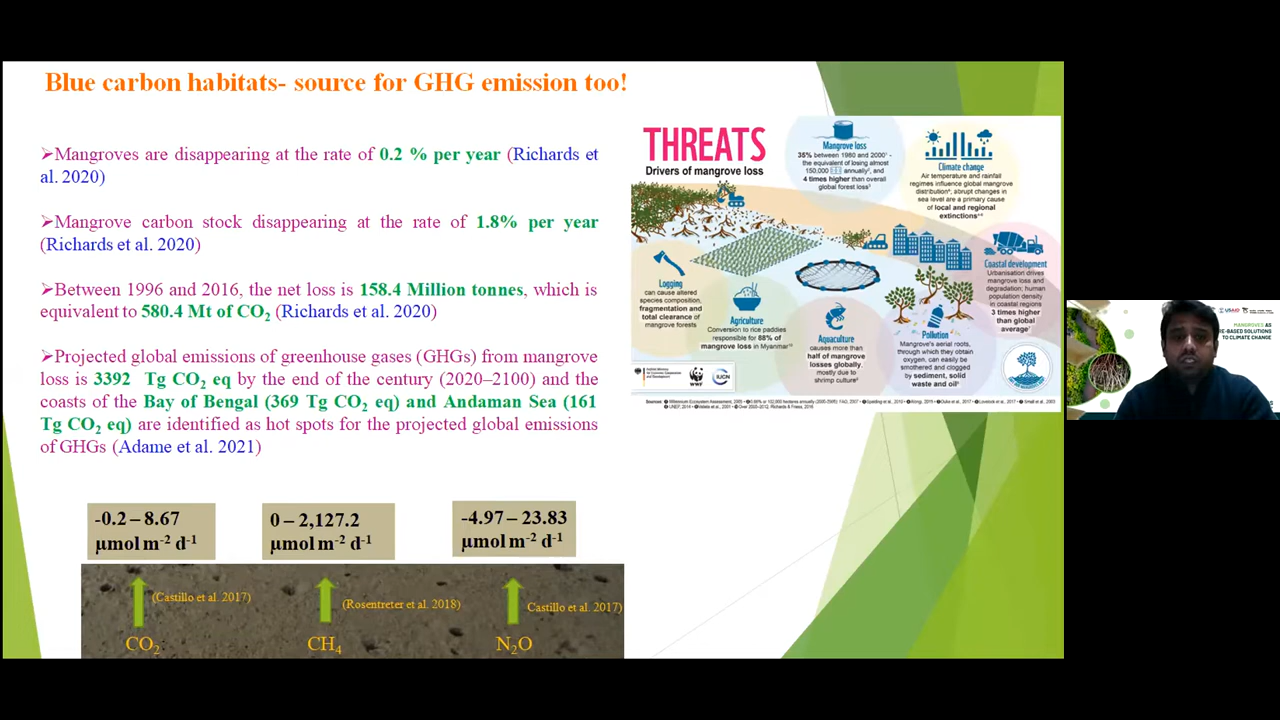 Blue carbon habitats- source for GHG emission too!
➢Mangroves are disappearing at the rate of 0.2 % per year (Richards et
al. 2020)
➢Mangrove carbon stock disappearing at the rate of 1.8% per year
(Richards et al. 2020)
➢Between 1996 and 2016, the net loss is 158.4 Million tonnes, which is
equivalent to 580.4 Mt of CO₂ (Richards et al. 2020)
➢Projected global emissions of greenhouse gases (GHGs) from mangrove
loss is 3392 Tg CO₂ eq by the end of the century (2020–2100) and the
coasts of the Bay of Bengal (369 Tg CO₂ eq) and Andaman Sea (161
Tg CO₂ eq) are identified as hot spots for the projected global emissions
of GHGs (Adame et al. 2021)
-0.2 – 8.67
µmol m⁻² d⁻¹
0 – 2,127.2
µmol m⁻² d⁻¹
-4.97 – 23.83
µmol m⁻² d⁻¹
(Castillo et al. 2017)
(Rosentreter et al. 2018)
Castillo et al. 2017)
CO₂
CH₄
N₂O
THREATS
Drivers of mangrove loss
Mangrove loss
35% between 1980 and 2000 -
the equivalent of losing almost
150,000 annually, and
4 times higher than overall
global forest loss
Climate change
Air temperature and rainfall
regimes influence global mangrove
distribution; abrupt changes in
sea level are a primary cause
of local and regional
extinctions
Logging
can cause altered
species composition,
fragmentation and
total clearance of
mangrove forests
Agriculture
Conversion to rice paddies
responsible for 88% of
mangrove loss in Myanmar
Aquaculture
causes more than
half of mangrove
losses globally,
mostly due to
shrimp culture
Pollution
Mangrove's aerial roots,
through which they obtain
oxygen, can easily be
smothered and clogged
by sediment, solid
waste and oil
Coastal development
Urbanisation drives
mangrove loss and
degradation; human
population density
in coastal regions
3 times higher
than global
average
WWF
IUCN
Sources:
USAID
MANGROVES AS
RE-BASED SOLUTIONS
TO CLIMATE CHANGE